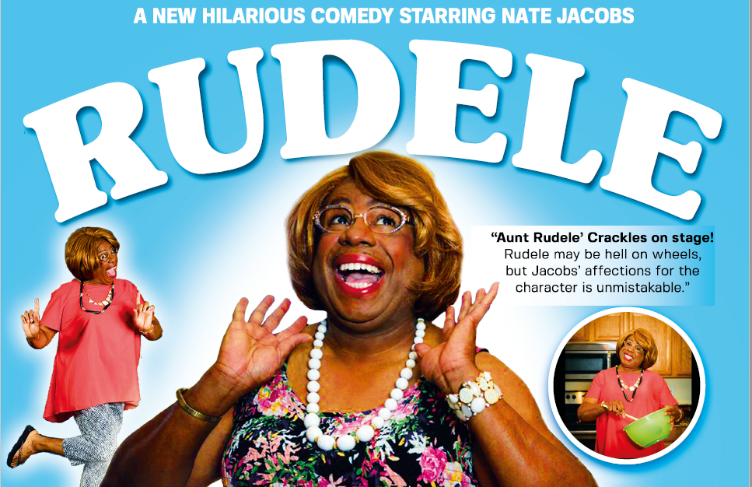 A NEW HILARIOUS COMEDY STARRING NATE JACOBS
RUDELE
“Aunt Rudele’ Crackles on stage!
Rudele may be hell on wheels,
but Jacobs’ affections for the
character is unmistakable.”